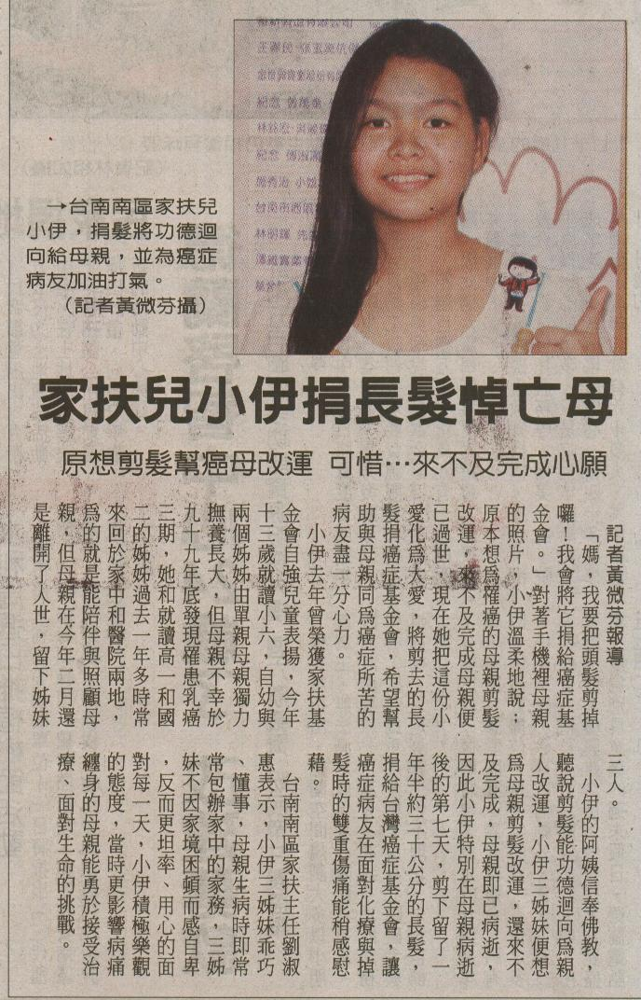 王
紀念
紀念
台南市西區
林明輝
→台南南區家扶兒
小伊，捐髮將功德迴
向給母親，並為癌症
病友加油打氣。
（記者黃微芬攝）
家扶兒小伊捐長髮悼亡母
原想剪髮幫癌母改運 可惜…來不及完成心願
記者黃微芬報導
「媽，我要把頭髮剪掉
囉！我會將它捐給癌症基
金會。」對著手機裡母親
的照片，小伊溫柔地說；
原本想為罹癌的母親剪髮
改運，來不及完成母親便
已過世，現在她把這份小
愛化為大愛，將剪去的長
髮捐癌症基金會，希望幫
助與母親同為癌症所苦的
病友盡一分心力。
小伊去年曾榮獲家扶基
金會自強兒童表揚，今年
十三歲就讀小六，自幼與
兩個姊姊由單親母親獨力
撫養長大，但母親不幸於
九十九年底發現罹患乳癌
三期，她和就讀高一和國
二的姊姊過去一年多時常
來回於家中和醫院兩地，
為的就是能陪伴與照顧母
親，但母親在今年二月還
是離開了人世，留下姊妹
三人。
小伊的阿姨信奉佛教，
聽說剪髮能功德迴向為親
人改運，小伊三姊妹便想
為母親剪髮改運，還來不
及完成，母親即已病逝，
因此小伊特別在母親病逝
後的第七天，剪下留了一
年半約三十公分的長髮，
捐給台灣癌症基金會，讓
癌症病友在面對化療與掉
髮時的雙重傷痛能稍感慰
藉。
台南南區家扶主任劉淑
惠表示，小伊三姊妹乖巧
、懂事，母親生病時即常
常包辦家中的家務，三姊
妹不因家境困頓而感自卑
，反而更坦率、用心的面
對每一天，小伊積極樂觀
的態度，當時更影響病痛
纏身的母親能勇於接受治
療、面對生命的挑戰。